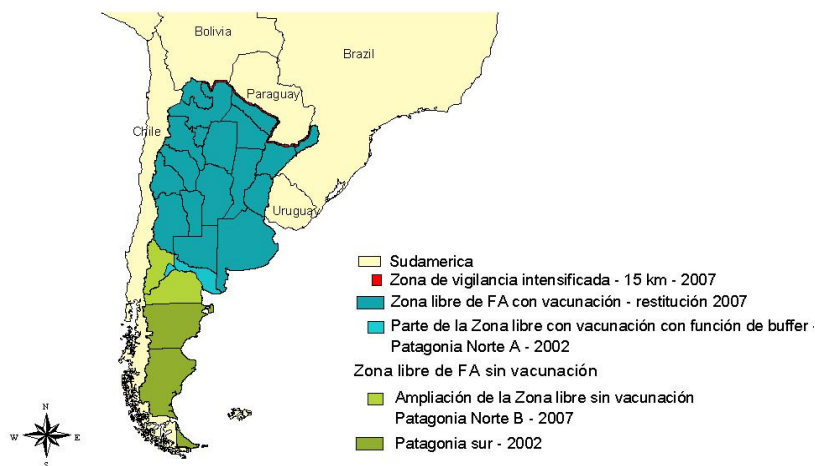 Bolivia
Brazil
Paraguay
Chile
Uruguay
Sudamerica
Zona de vigilancia intensificada - 15 km - 2007
Zona libre de FA con vacunación - restitución 2007
Parte de la Zona libre con vacunación con función de buffer -
Patagonia Norte A - 2002
Zona libre de FA sin vacunación
Ampliación de la Zona libre sin vacunación
Patagonia Norte B - 2007
Patagonia sur - 2002
N
W E
S